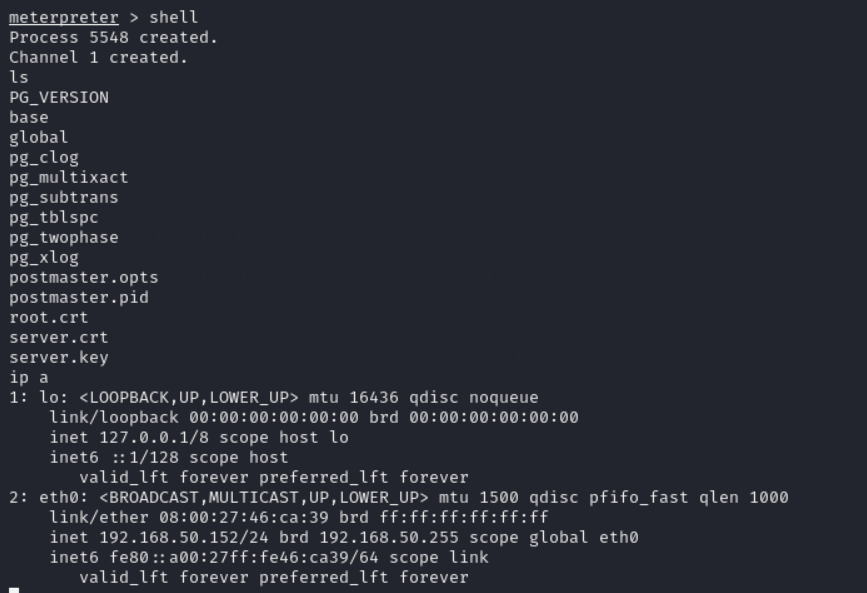 meterpreter > shell
Process 5548 created.
Channel 1 created.
ls
PG_VERSION
base
global
pg_clog
pg_multixact
pg_subtrans
pg_tblspc
pg_twophase
pg_xlog
postmaster.opts
postmaster.pid
root.crt
server.crt
server.key
ip a
1: lo: <LOOPBACK,UP,LOWER_UP> mtu 16436 qdisc noqueue
    link/loopback 00:00:00:00:00:00 brd 00:00:00:00:00:00
    inet 127.0.0.1/8 scope host lo
    inet6 ::1/128 scope host
       valid_lft forever preferred_lft forever
2: eth0: <BROADCAST,MULTICAST,UP,LOWER_UP> mtu 1500 qdisc pfifo_fast qlen 1000
    link/ether 08:00:27:46:ca:39 brd ff:ff:ff:ff:ff:ff
    inet 192.168.50.152/24 brd 192.168.50.255 scope global eth0
    inet6 fe80::a00:27ff:fe46:ca39/64 scope link
       valid_lft forever preferred_lft forever